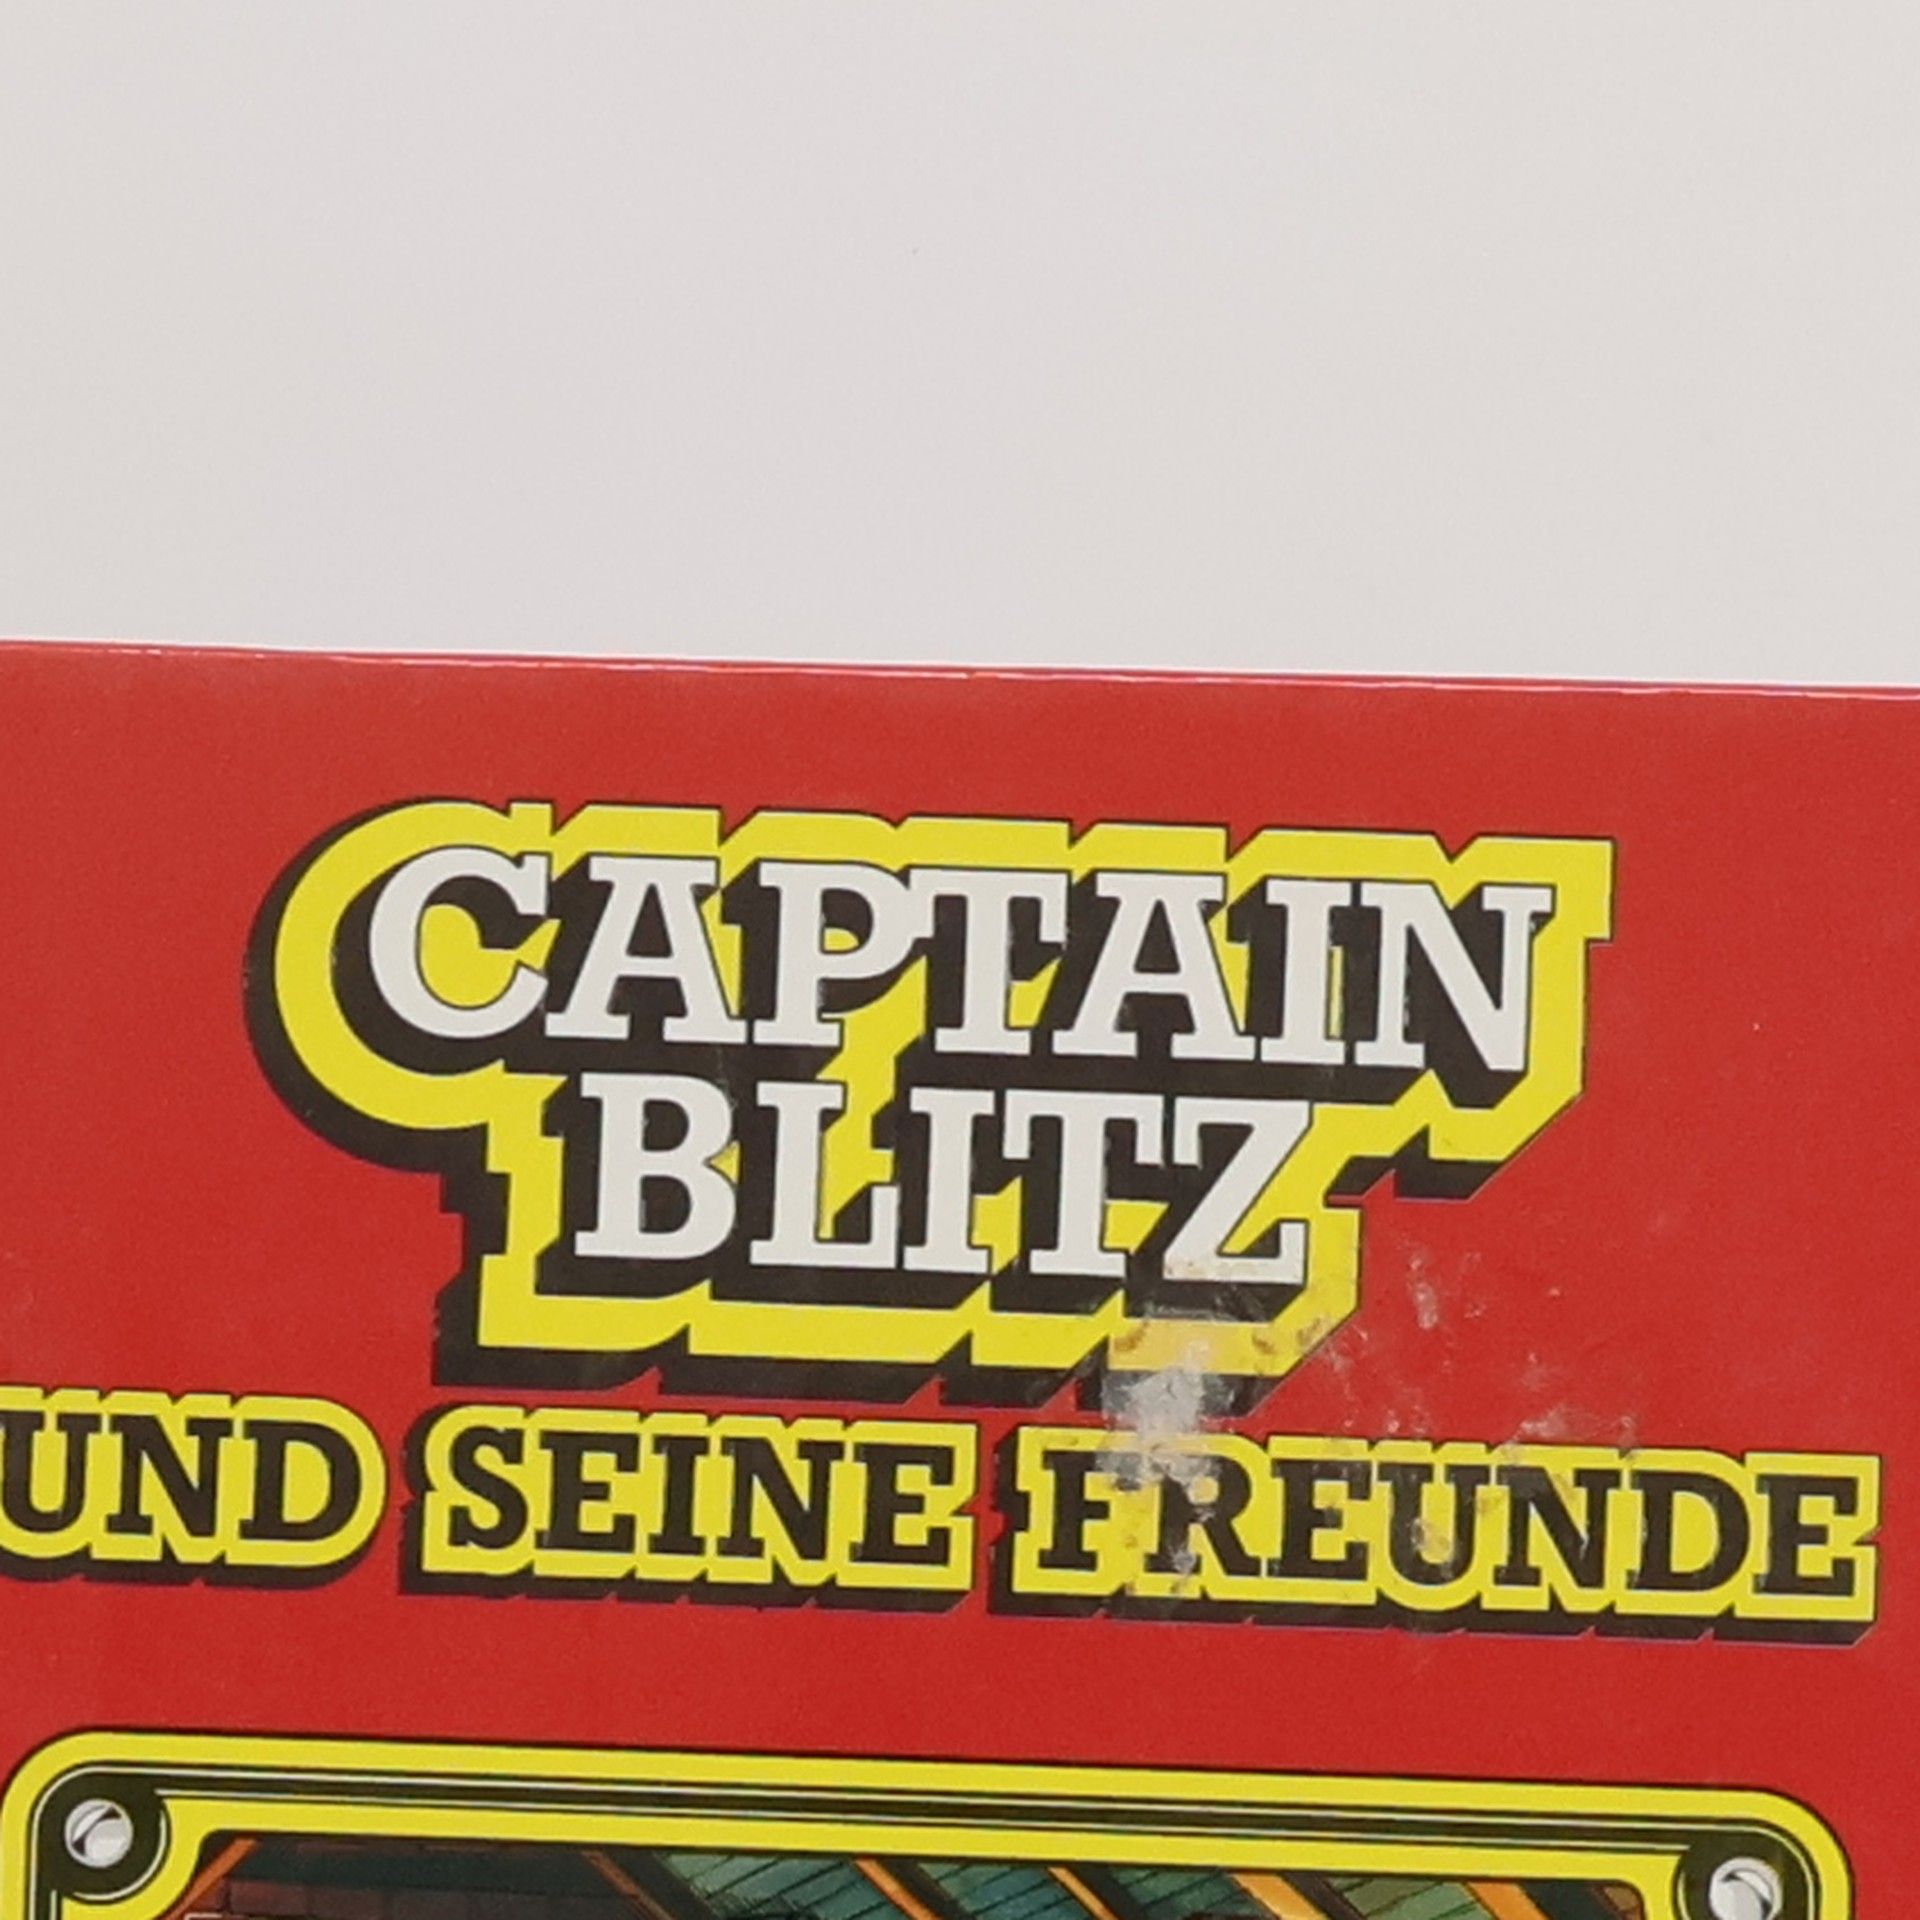 CAPTAIN
BLITZ
UND SEINE FREUNDE